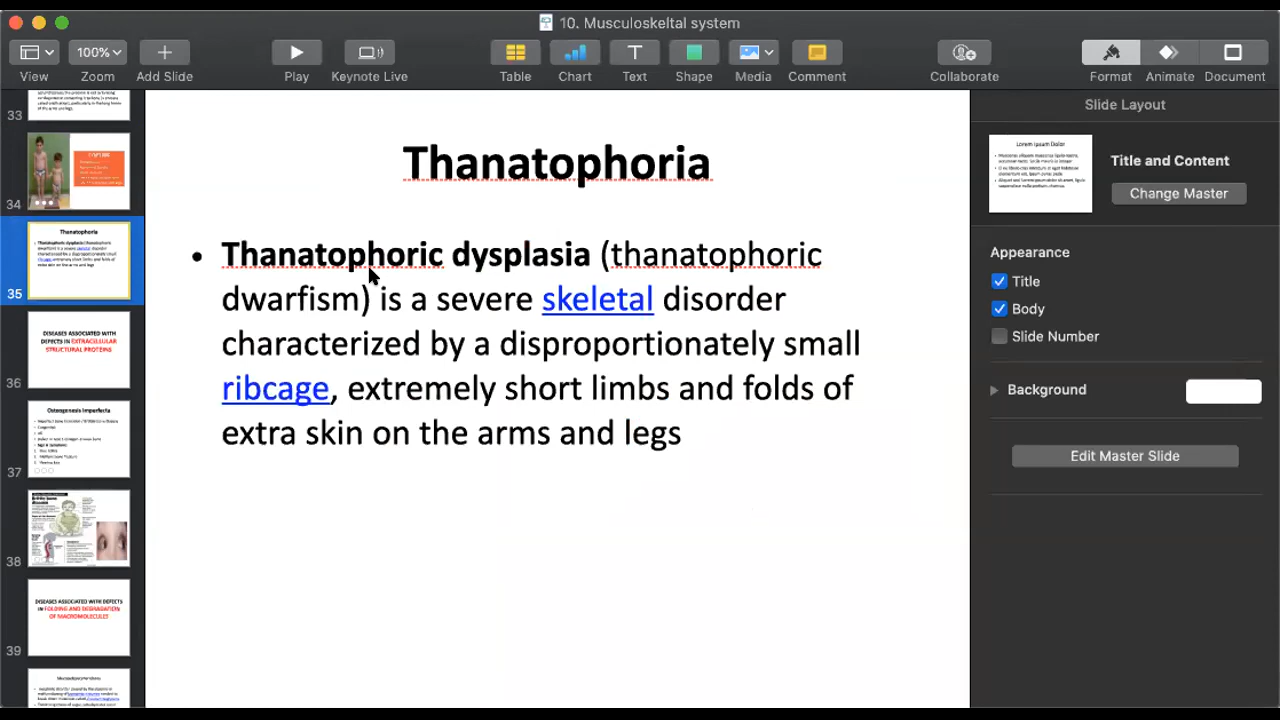 10. Musculoskeltal system
100%
View
Zoom
Add Slide
Play
Keynote Live
Table
Chart
Text
Shape
Media
Comment
Collaborate
Format
Animate
Document
33
34
35
Thanatophoria
36
DISEASES ASSOCIATED WITH
DEFECTS IN EXTRACELLULAR
STRUCTURAL PROTEINS
37
Osteogenesis Imperfecta
38
39
DISEASES ASSOCIATED WITH DEFECTS
IN FOLDING AND DEGRADATION
OF MACROMOLECULES
Thanatophoria
• Thanatophoric dysplasia (thanatophoric
dwarfism) is a severe skeletal disorder
characterized by a disproportionately small
ribcage, extremely short limbs and folds of
extra skin on the arms and legs
Slide Layout
Lorem Ipsum Dolor
Title and Content
Change Master
Appearance
Title
Body
Slide Number
Background
Edit Master Slide